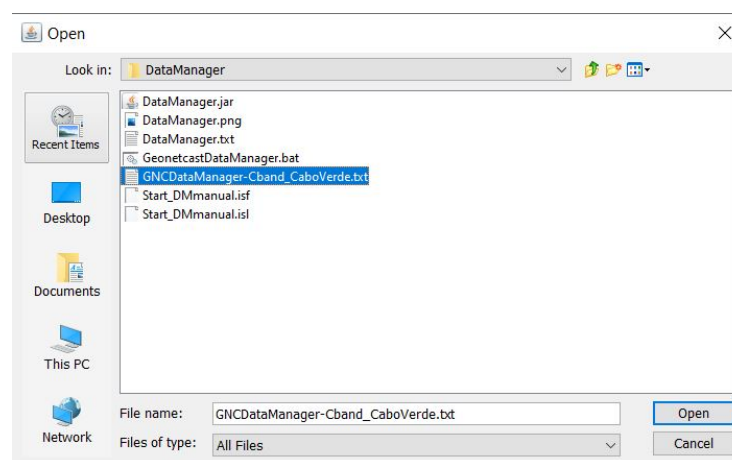 Open
Look in:
DataManager
Recent Items
Desktop
Documents
This PC
Network
DataManager.jar
DataManager.png
DataManager.txt
GeonetcastDataManager.bat
GNCDataManager-Cband_CaboVerde.txt
Start_DMmanual.isf
Start_DMmanual.isl
File name:
GNCDataManager-Cband_CaboVerde.txt
Open
Files of type:
All Files
Cancel